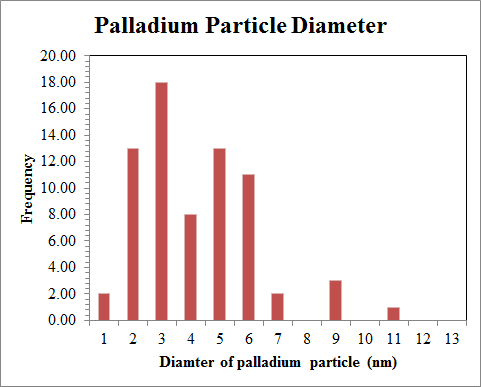 Palladium Particle Diameter
20.00
18.00
16.00
14.00
12.00
10.00
8.00
6.00
4.00
2.00
0.00
Frequency
1 2 3 4 5 6 7 8 9 10 11 12 13
Diamter of palladium particle (nm)